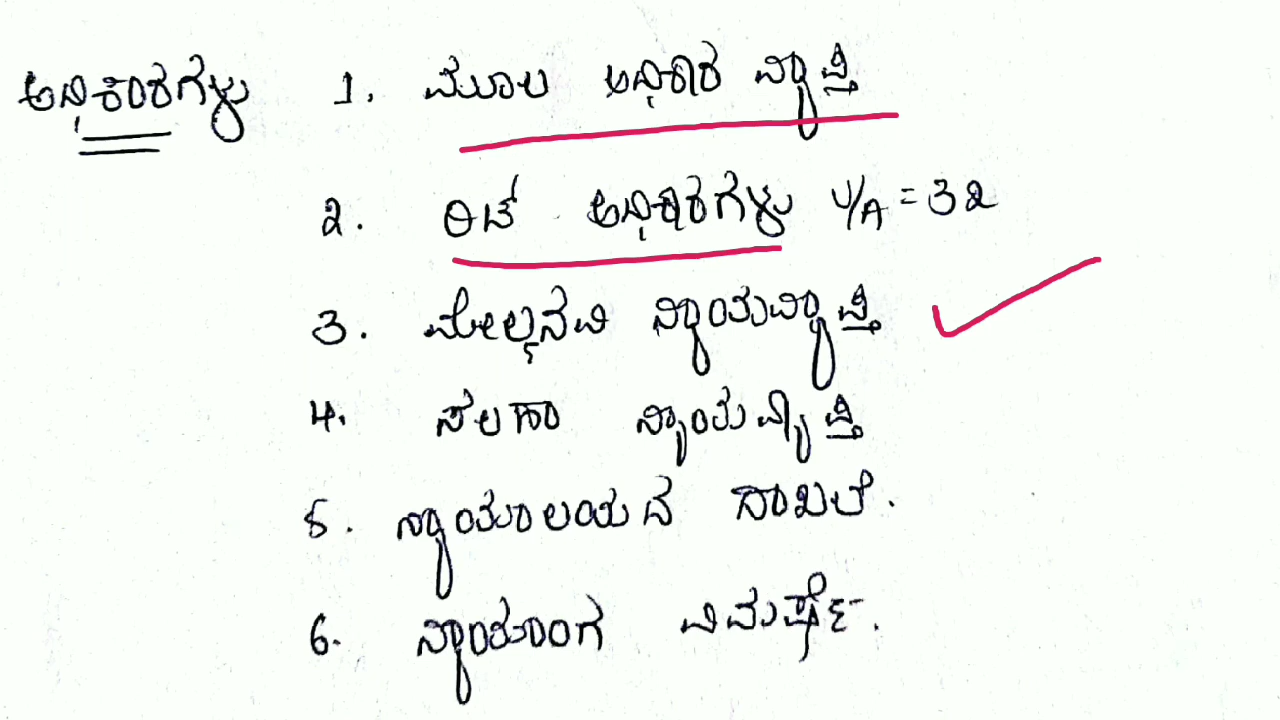 ಅಧಿಕಾರಗಳು 1. ಮೂಲ ಅಧಿಕಾರ ವ್ಯಾಪ್ತಿ
2. ರಿಟ್ ಅಧಿಕಾರಗಳು U/A = 32
3. ಮೇಲ್ಮನವಿ ನ್ಯಾಯವ್ಯಾಪ್ತಿ
4. ಸಲಹಾ ನ್ಯಾಯವ್ಯಾಪ್ತಿ
5. ನ್ಯಾಯಾಲಯದ ದಾಖಲೆ.
6. ನ್ಯಾಯಾಂಗ ವಿಮರ್ಷೆ.